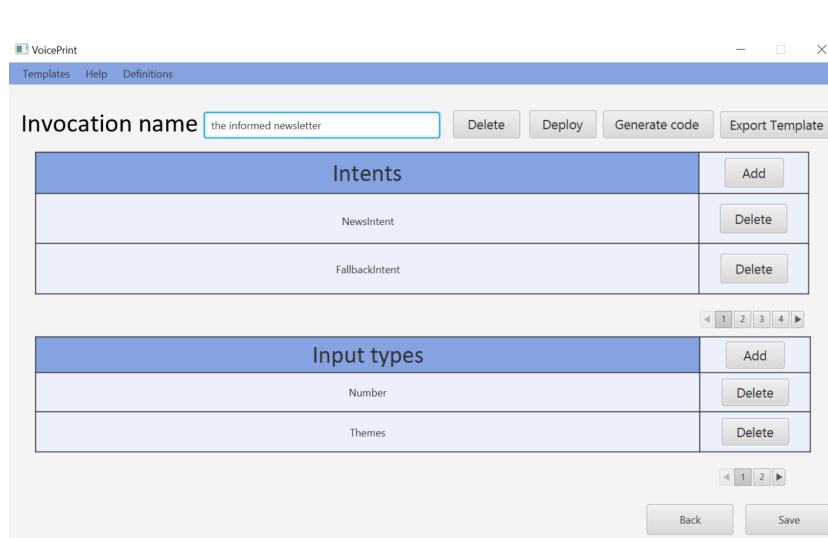 VoicePrint
Templates Help Definitions
Invocation name the informed newsletter Delete Deploy Generate code Export Template
Intents Add
NewsIntent Delete
FallbackIntent Delete
1 2 3 4
Input types Add
Number Delete
Themes Delete
1 2
Back Save